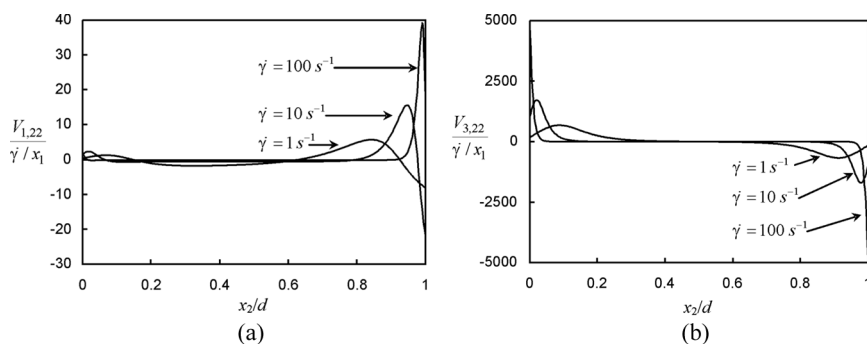 40
30
20
10
0
-10
-20
-30
V1,22
γ̇ / x1
γ̇ = 100 s⁻¹
γ̇ = 10 s⁻¹
γ̇ = 1 s⁻¹
0 0.2 0.4 0.6 0.8 1
x2/d
(a)
5000
2500
0
-2500
-5000
V3,22
γ̇ / x1
γ̇ = 1 s⁻¹
γ̇ = 10 s⁻¹
γ̇ = 100 s⁻¹
0 0.2 0.4 0.6 0.8 1
x2/d
(b)